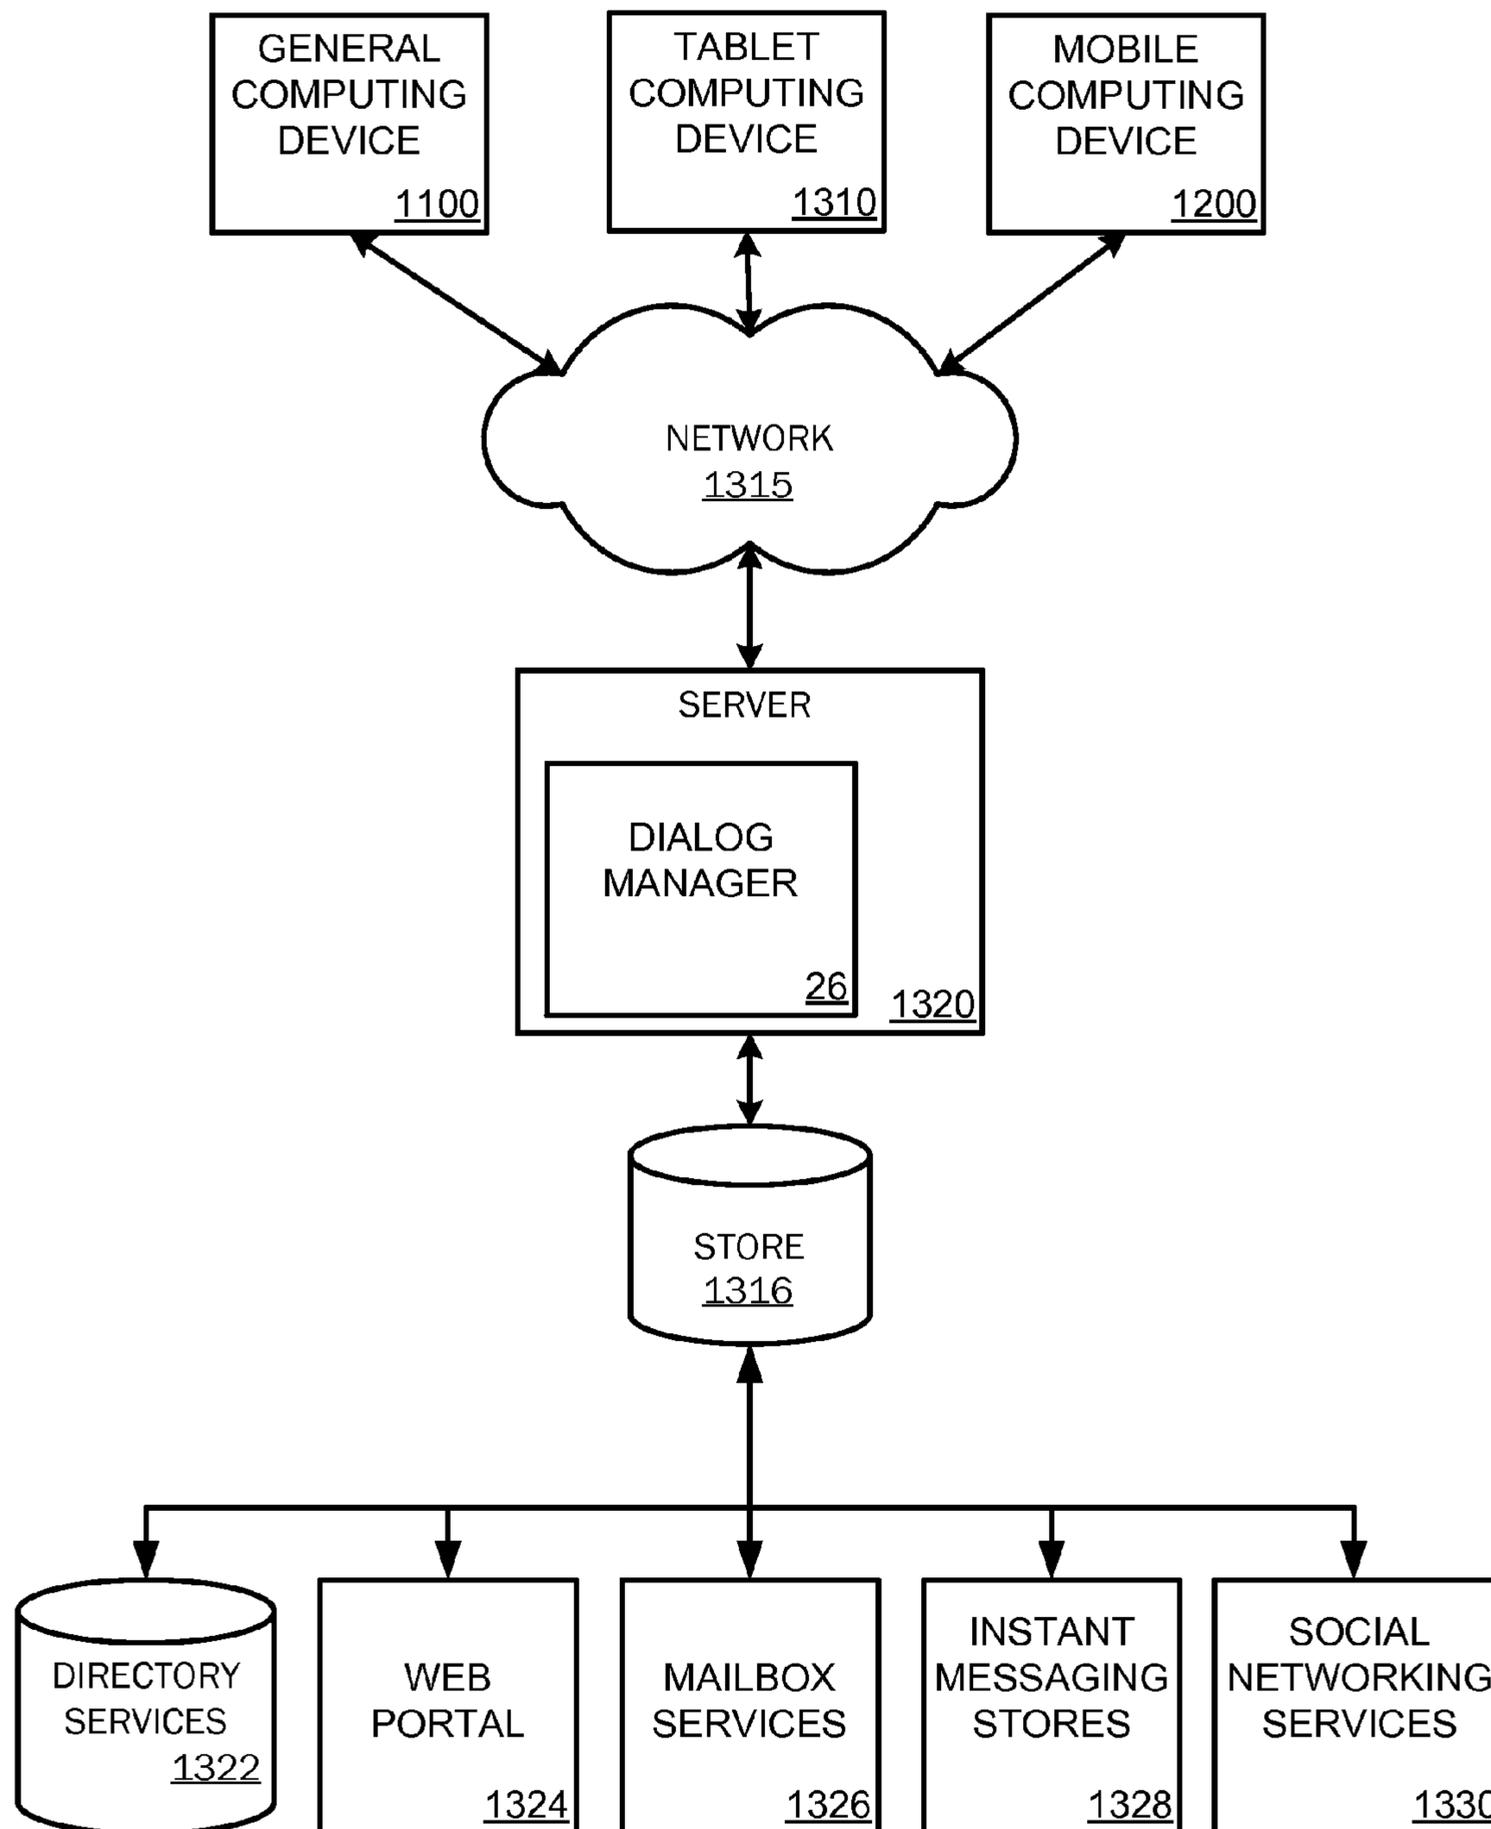 GENERAL
COMPUTING
DEVICE
1100
TABLET
COMPUTING
DEVICE
1310
MOBILE
COMPUTING
DEVICE
1200
NETWORK
1315
SERVER
DIALOG
MANAGER
26
1320
STORE
1316
DIRECTORY
SERVICES
1322
WEB
PORTAL
1324
MAILBOX
SERVICES
1326
INSTANT
MESSAGING
STORES
1328
SOCIAL
NETWORKING
SERVICES
1330